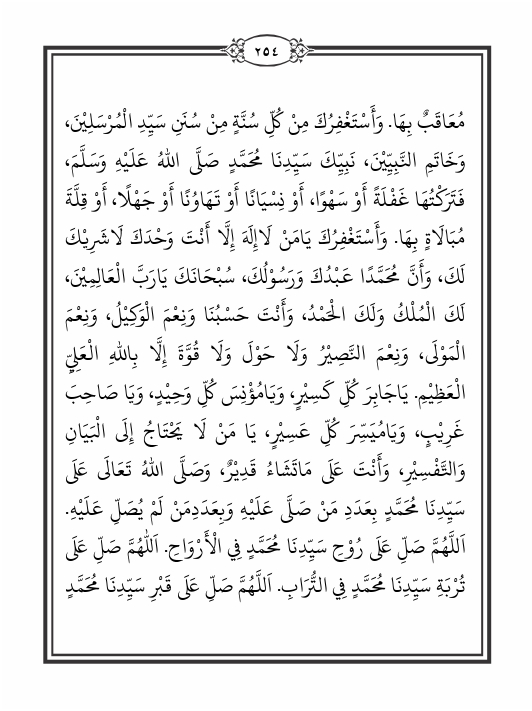 ٢٥٤
مُعَاقَبٌ بِهَا. وَأَسْتَغْفِرُكَ مِنْ كُلِّ سُنَّةٍ مِنْ سُنَنِ سَيِّدِ الْمُرْسَلِيْنَ،
وَخَاتَمِ النَّبِيِّيْنَ، نَبِيِّكَ سَيِّدِنَا مُحَمَّدٍ صَلَّى اللهُ عَلَيْهِ وَسَلَّمَ،
فَتَرَكْتُهَا غَفْلَةً أَوْ سَهْوًا، أَوْ نِسْيَانًا أَوْ تَهَاوُنًا أَوْ جَهْلًا، أَوْ قِلَّةَ
مُبَالَاةٍ بِهَا. وَأَسْتَغْفِرُكَ يَامَنْ لَاإِلَهَ إِلَّا أَنْتَ وَحْدَكَ لَاشَرِيْكَ
لَكَ، وَأَنَّ مُحَمَّدًا عَبْدُكَ وَرَسُوْلُكَ، سُبْحَانَكَ يَارَبَّ الْعَالَمِيْنَ،
لَكَ الْمُلْكُ وَلَكَ الْحَمْدُ، وَأَنْتَ حَسْبُنَا وَنِعْمَ الْوَكِيْلُ، وَنِعْمَ
الْمَوْلَى، وَنِعْمَ النَّصِيْرُ وَلَا حَوْلَ وَلَا قُوَّةَ إِلَّا بِاللهِ الْعَلِيِّ
الْعَظِيْمِ. يَاجَابِرَ كُلِّ كَسِيْرٍ، وَيَامُؤْنِسَ كُلِّ وَحِيْدٍ، وَيَا صَاحِبَ
غَرِيْبٍ، وَيَامُيَسِّرَ كُلِّ عَسِيْرٍ، يَا مَنْ لَا يَحْتَاجُ إِلَى الْبَيَانِ
وَالتَّفْسِيْرِ، وَأَنْتَ عَلَى مَاتَشَاءُ قَدِيْرٌ، وَصَلَّى اللهُ تَعَالَى عَلَى
سَيِّدِنَا مُحَمَّدٍ بِعَدَدِ مَنْ صَلَّى عَلَيْهِ وَبِعَدَدِمَنْ لَمْ يُصَلِّ عَلَيْهِ.
اَللَّهُمَّ صَلِّ عَلَى رُوْحِ سَيِّدِنَا مُحَمَّدٍ فِي الْأَرْوَاحِ. اَللَّهُمَّ صَلِّ عَلَى
تُرْبَةِ سَيِّدِنَا مُحَمَّدٍ فِي التُّرَابِ. اَللَّهُمَّ صَلِّ عَلَى قَبْرِ سَيِّدِنَا مُحَمَّدٍ